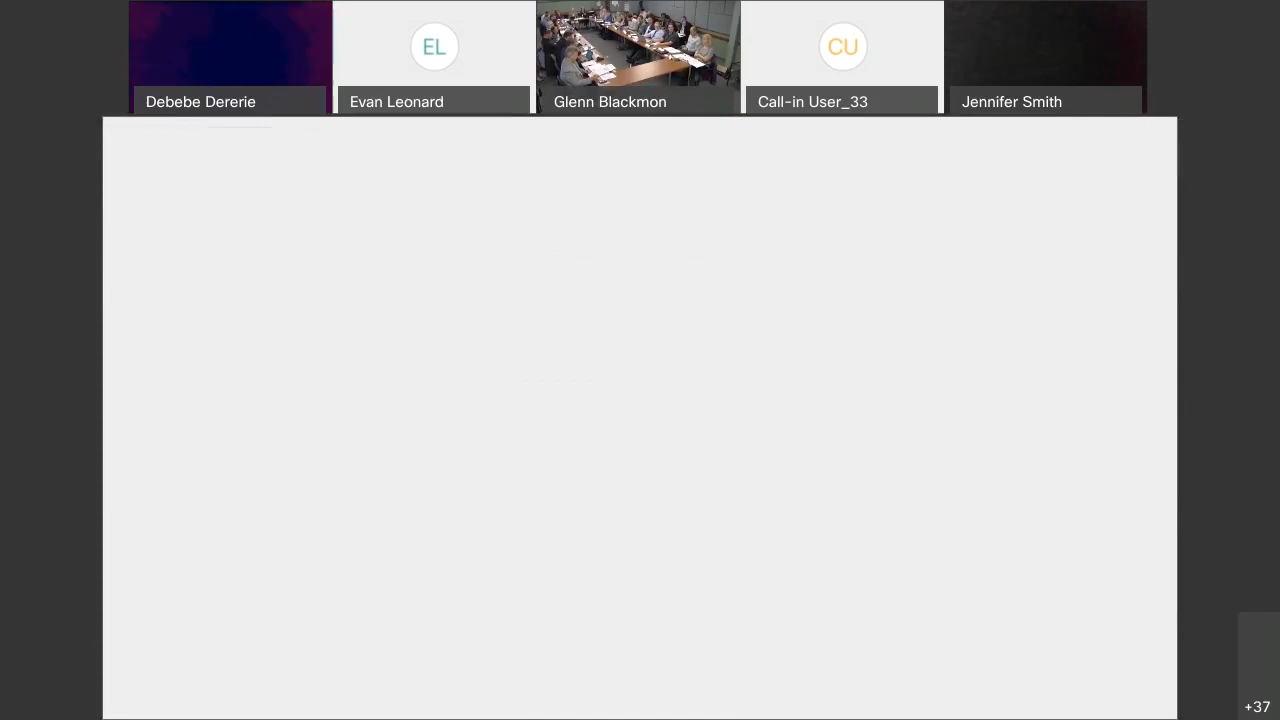 EL
CU
Debebe Dererie
Evan Leonard
Glenn Blackmon
Call-in User_33
Jennifer Smith
+37